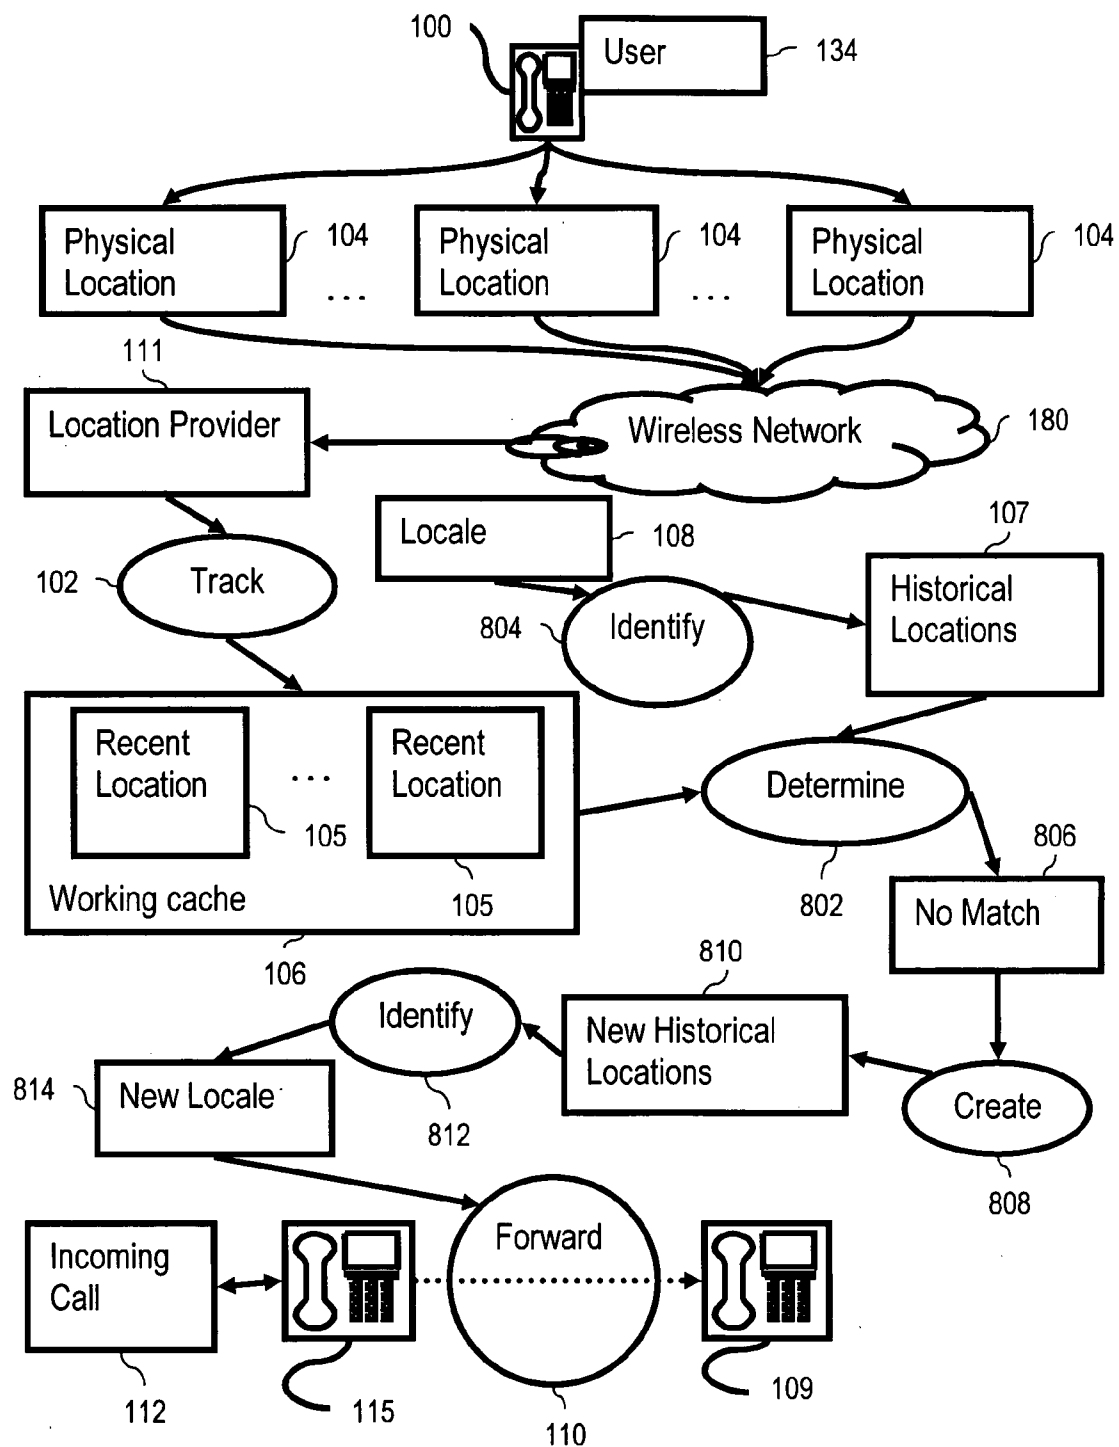 100
User
134
Physical
Location
104
...
Physical
Location
104
...
Physical
Location
104
111
Location Provider
Wireless Network
180
Locale
108
107
102
Track
804
Identify
Historical
Locations
Recent
Location
105
...
Recent
Location
105
Working cache
106
Determine
802
806
No Match
810
Identify
812
New Historical
Locations
814
New Locale
Create
808
Incoming
Call
112
115
Forward
110
109